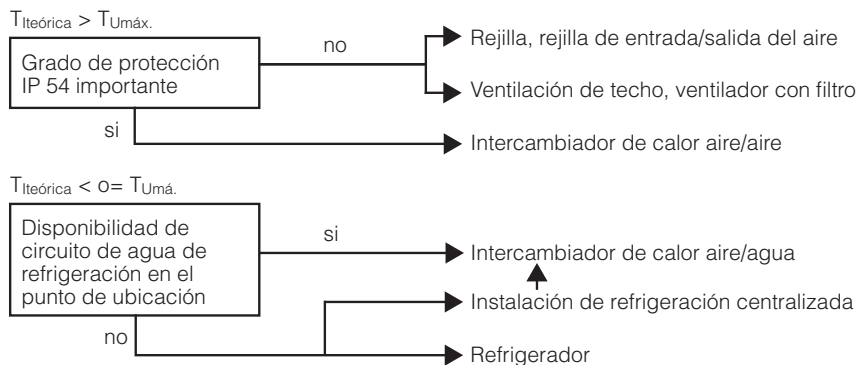 TIteórica > TUmáx.
Grado de protección
IP 54 importante
no
Rejilla, rejilla de entrada/salida del aire
Ventilación de techo, ventilador con filtro
si
Intercambiador de calor aire/aire
TIteórica < o= TUmá.
Disponibilidad de
circuito de agua de
refrigeración en el
punto de ubicación
si
Intercambiador de calor aire/agua
Instalación de refrigeración centralizada
no
Refrigerador